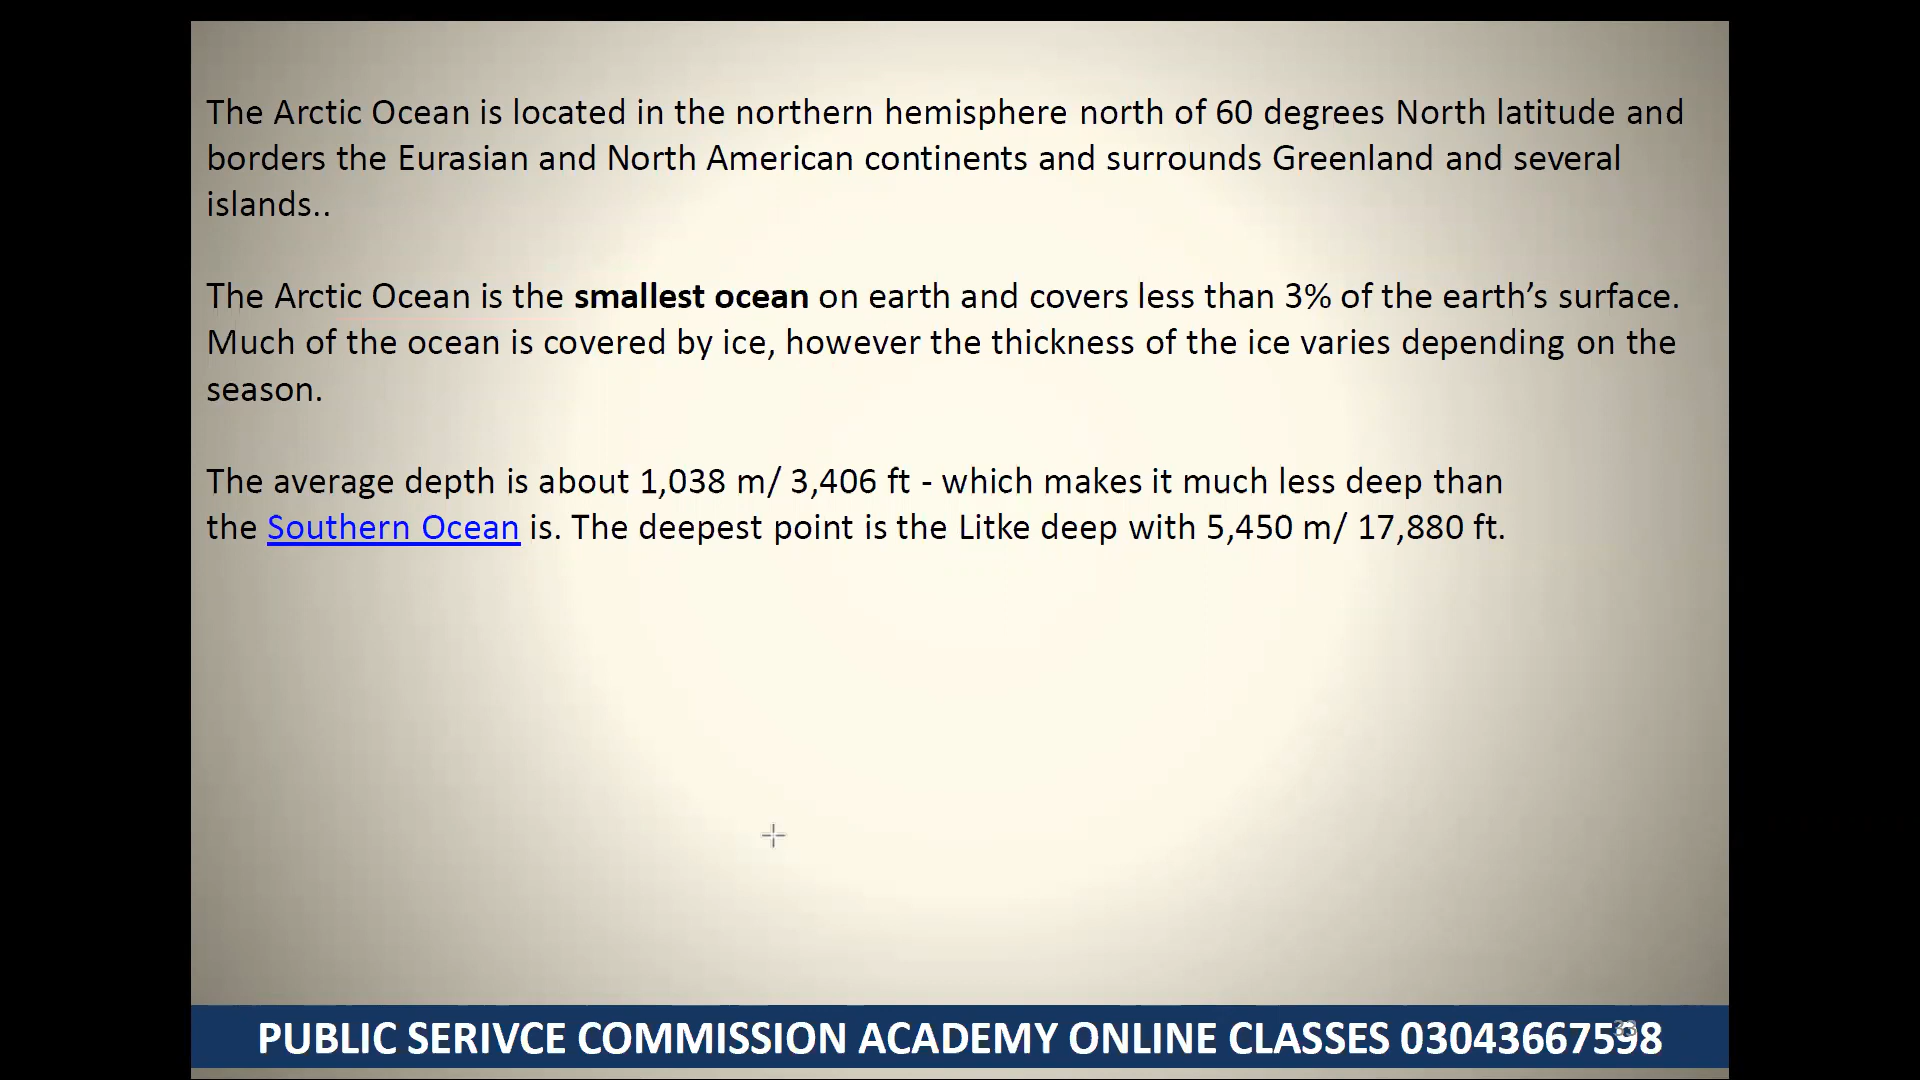 The Arctic Ocean is located in the northern hemisphere north of 60 degrees North latitude and
borders the Eurasian and North American continents and surrounds Greenland and several
islands..
The Arctic Ocean is the smallest ocean on earth and covers less than 3% of the earth’s surface.
Much of the ocean is covered by ice, however the thickness of the ice varies depending on the
season.
The average depth is about 1,038 m/ 3,406 ft - which makes it much less deep than
the Southern Ocean is. The deepest point is the Litke deep with 5,450 m/ 17,880 ft.
33
PUBLIC SERIVCE COMMISSION ACADEMY ONLINE CLASSES 03043667598